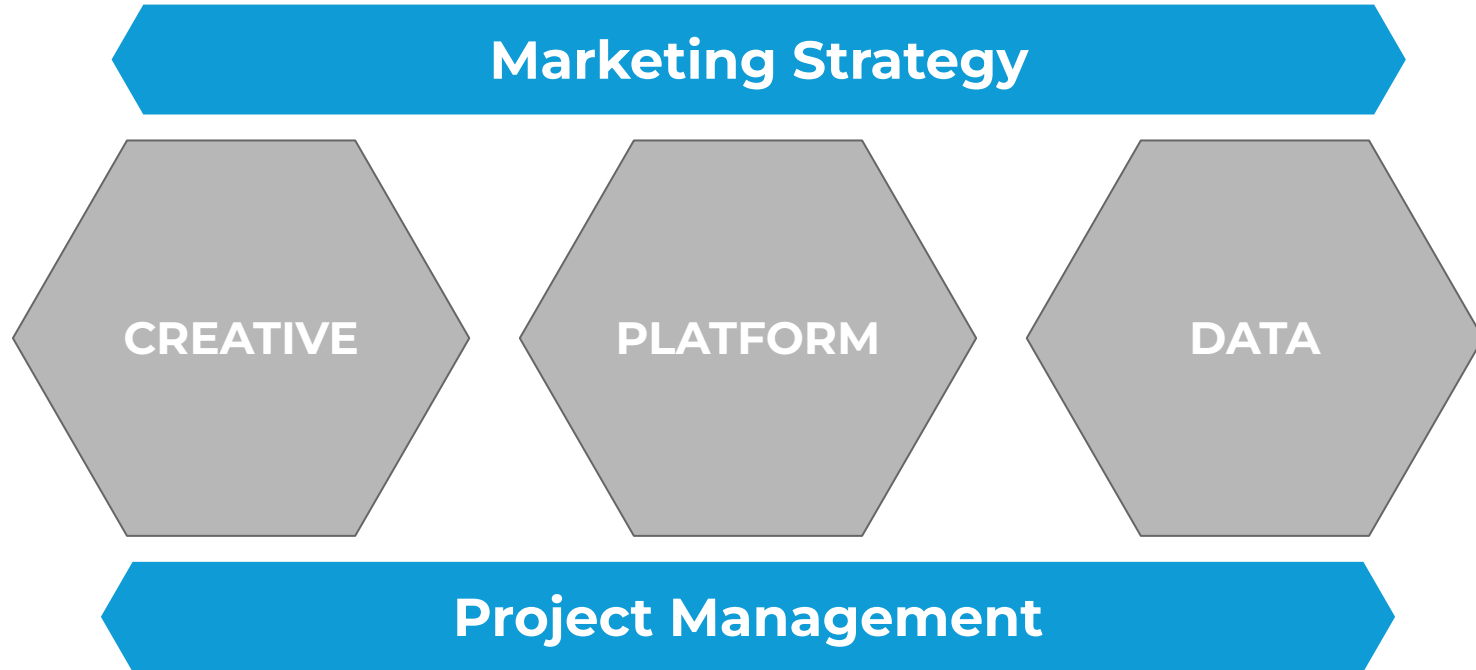 Marketing Strategy
CREATIVE
PLATFORM
DATA
Project Management